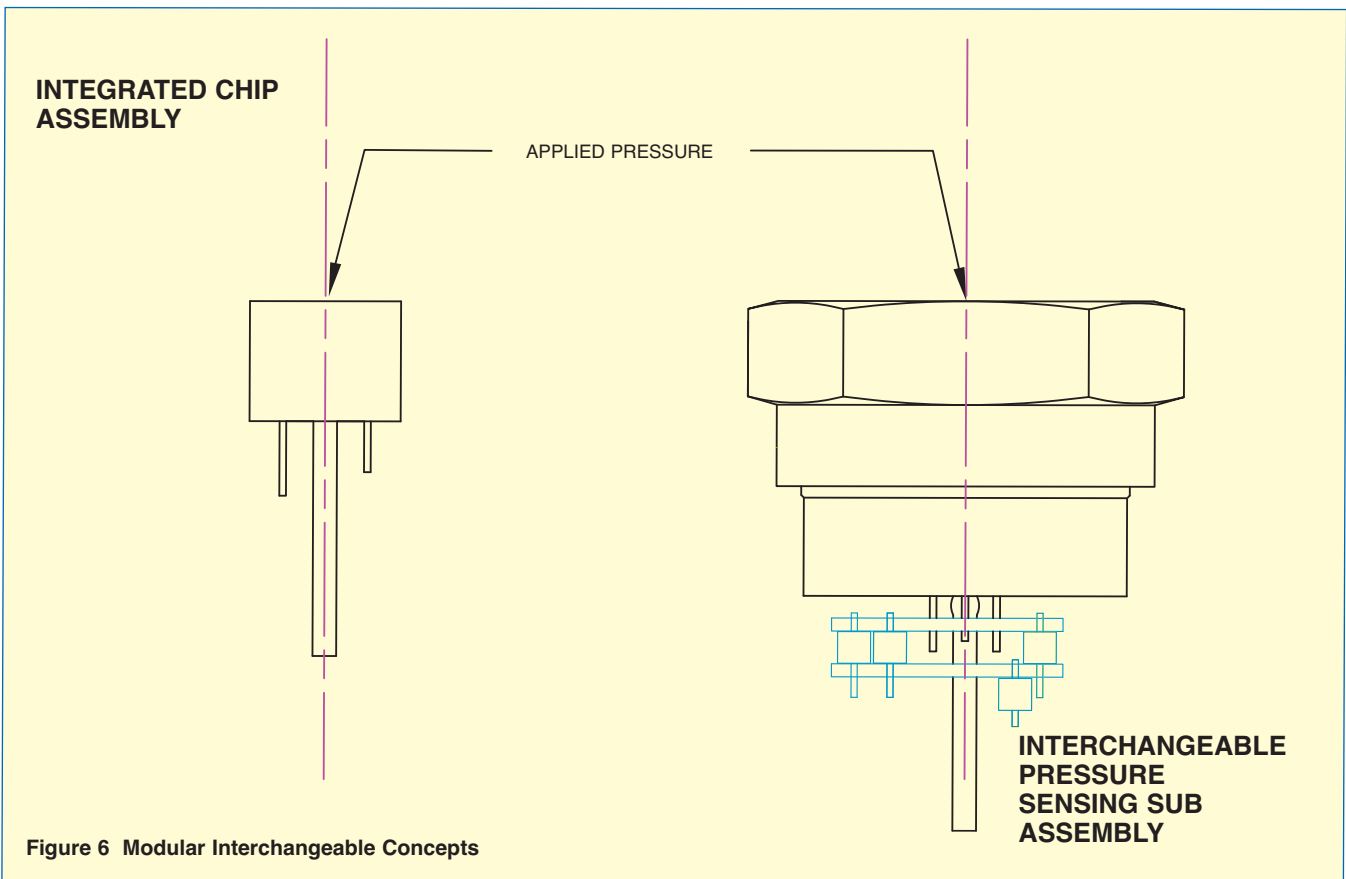 INTEGRATED CHIP
ASSEMBLY
APPLIED PRESSURE
INTERCHANGEABLE
PRESSURE
SENSING SUB
ASSEMBLY
Figure 6 Modular Interchangeable Concepts